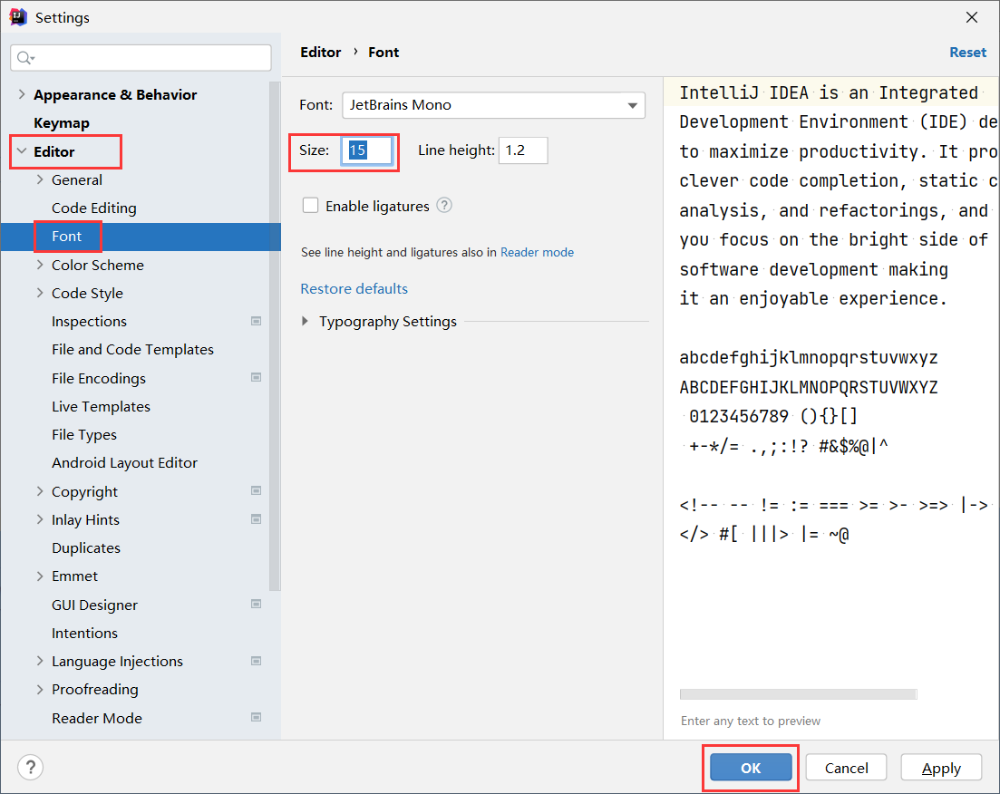 Settings
Appearance & Behavior
Keymap
Editor
General
Code Editing
Font
Color Scheme
Code Style
Inspections
File and Code Templates
File Encodings
Live Templates
File Types
Android Layout Editor
Copyright
Inlay Hints
Duplicates
Emmet
GUI Designer
Intentions
Language Injections
Proofreading
Reader Mode
Editor › Font
Reset
Font: JetBrains Mono
Size: 15 Line height: 1.2
Enable ligatures ?
See line height and ligatures also in Reader mode
Restore defaults
Typography Settings
IntelliJ IDEA is an Integrated
Development Environment (IDE) de
to maximize productivity. It pro
clever code completion, static c
analysis, and refactorings, and
you focus on the bright side of
software development making
it an enjoyable experience.
abcdefghijklmnopqrstuvwxyz
ABCDEFGHIJKLMNOPQRSTUVWXYZ
0123456789 (){}[]
+-*/= .,;:!? #&$%@|^
<!-- -- != := === >= >- >=> |->
</> #[ |||> |= ~@
Enter any text to preview
?
OK
Cancel
Apply